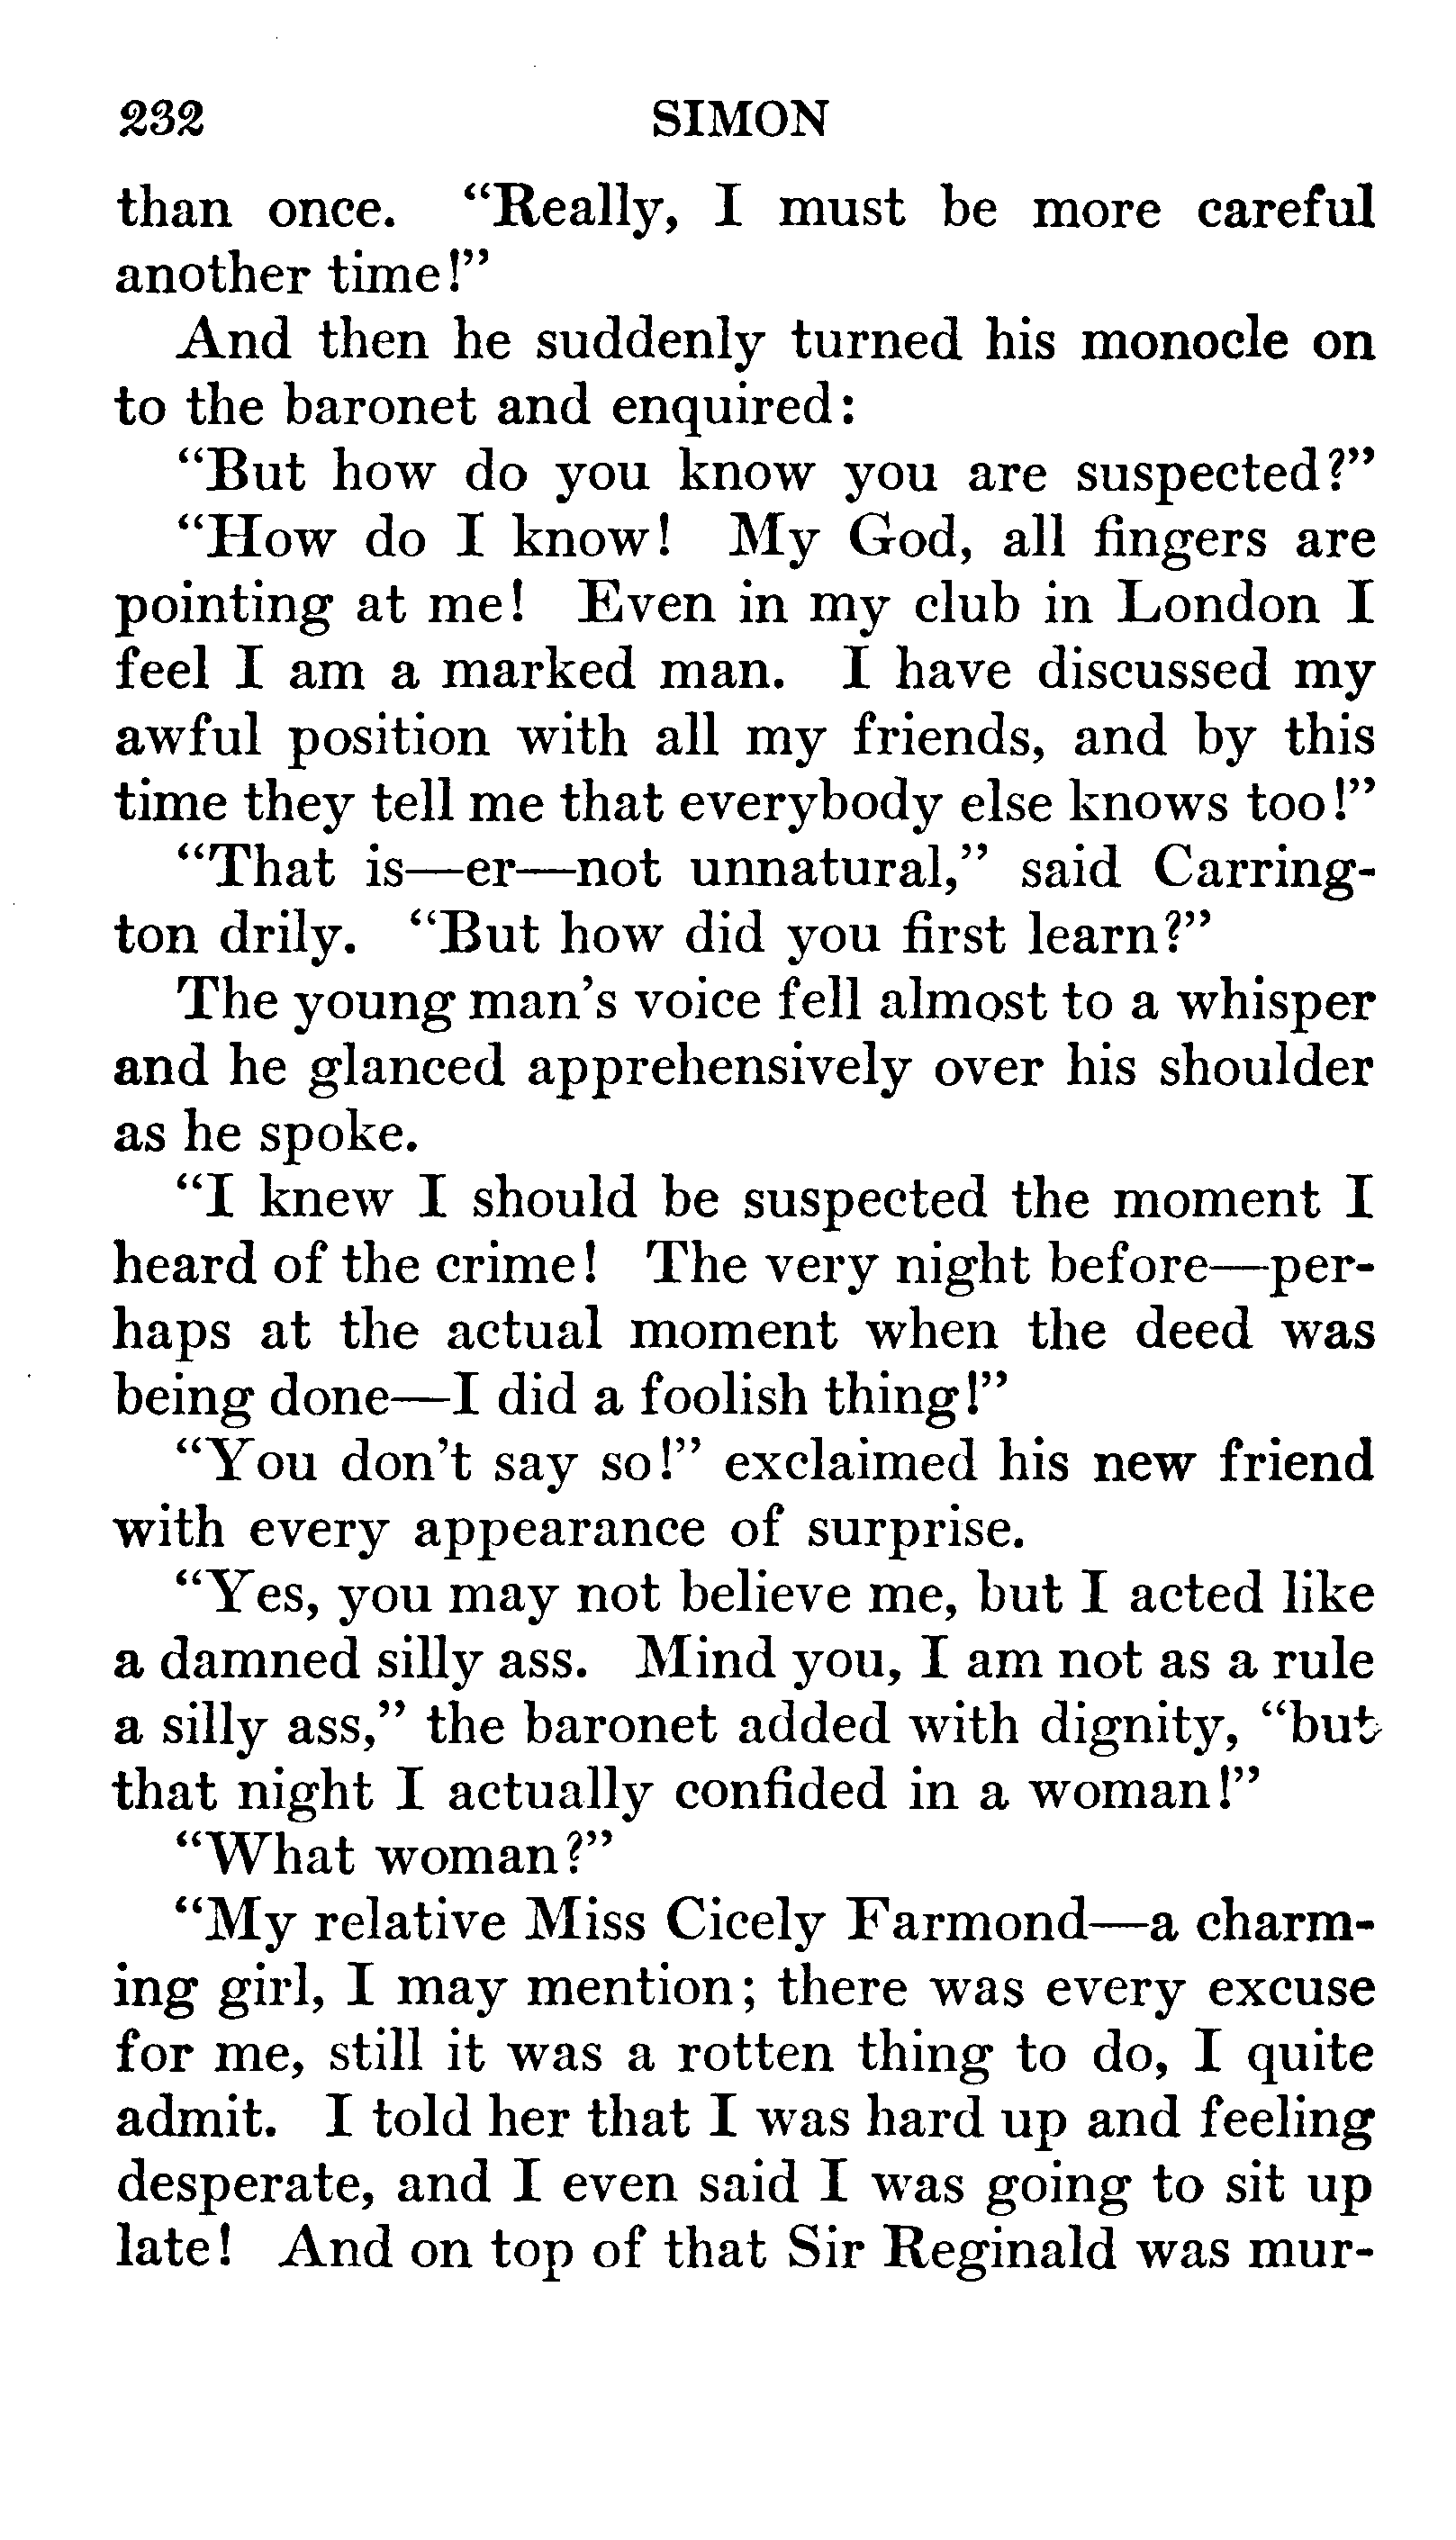 232 SIMON
than once. “Really, I must be more careful
another time!”
And then he suddenly turned his monocle on
to the baronet and enquired:
“But how do you know you are suspected?”
“How do I know! My God, all fingers are
pointing at me! Even in my club in London I
feel I am a marked man. I have discussed my
awful position with all my friends, and by this
time they tell me that everybody else knows too!”
“That is—er—not unnatural,” said Carring-
ton drily. “But how did you first learn?”
The young man's voice fell almost to a whisper
and he glanced apprehensively over his shoulder
as he spoke.
“I knew I should be suspected the moment I
heard of the crime! The very night before—per-
haps at the actual moment when the deed was
being done—I did a foolish thing!”
“You don't say so!” exclaimed his new friend
with every appearance of surprise.
“Yes, you may not believe me, but I acted like
a damned silly ass. Mind you, I am not as a rule
a silly ass,” the baronet added with dignity, “but
that night I actually confided in a woman!”
“What woman?”
“My relative Miss Cicely Farmond—a charm-
ing girl, I may mention; there was every excuse
for me, still it was a rotten thing to do, I quite
admit. I told her that I was hard up and feeling
desperate, and I even said I was going to sit up
late! And on top of that Sir Reginald was mur-